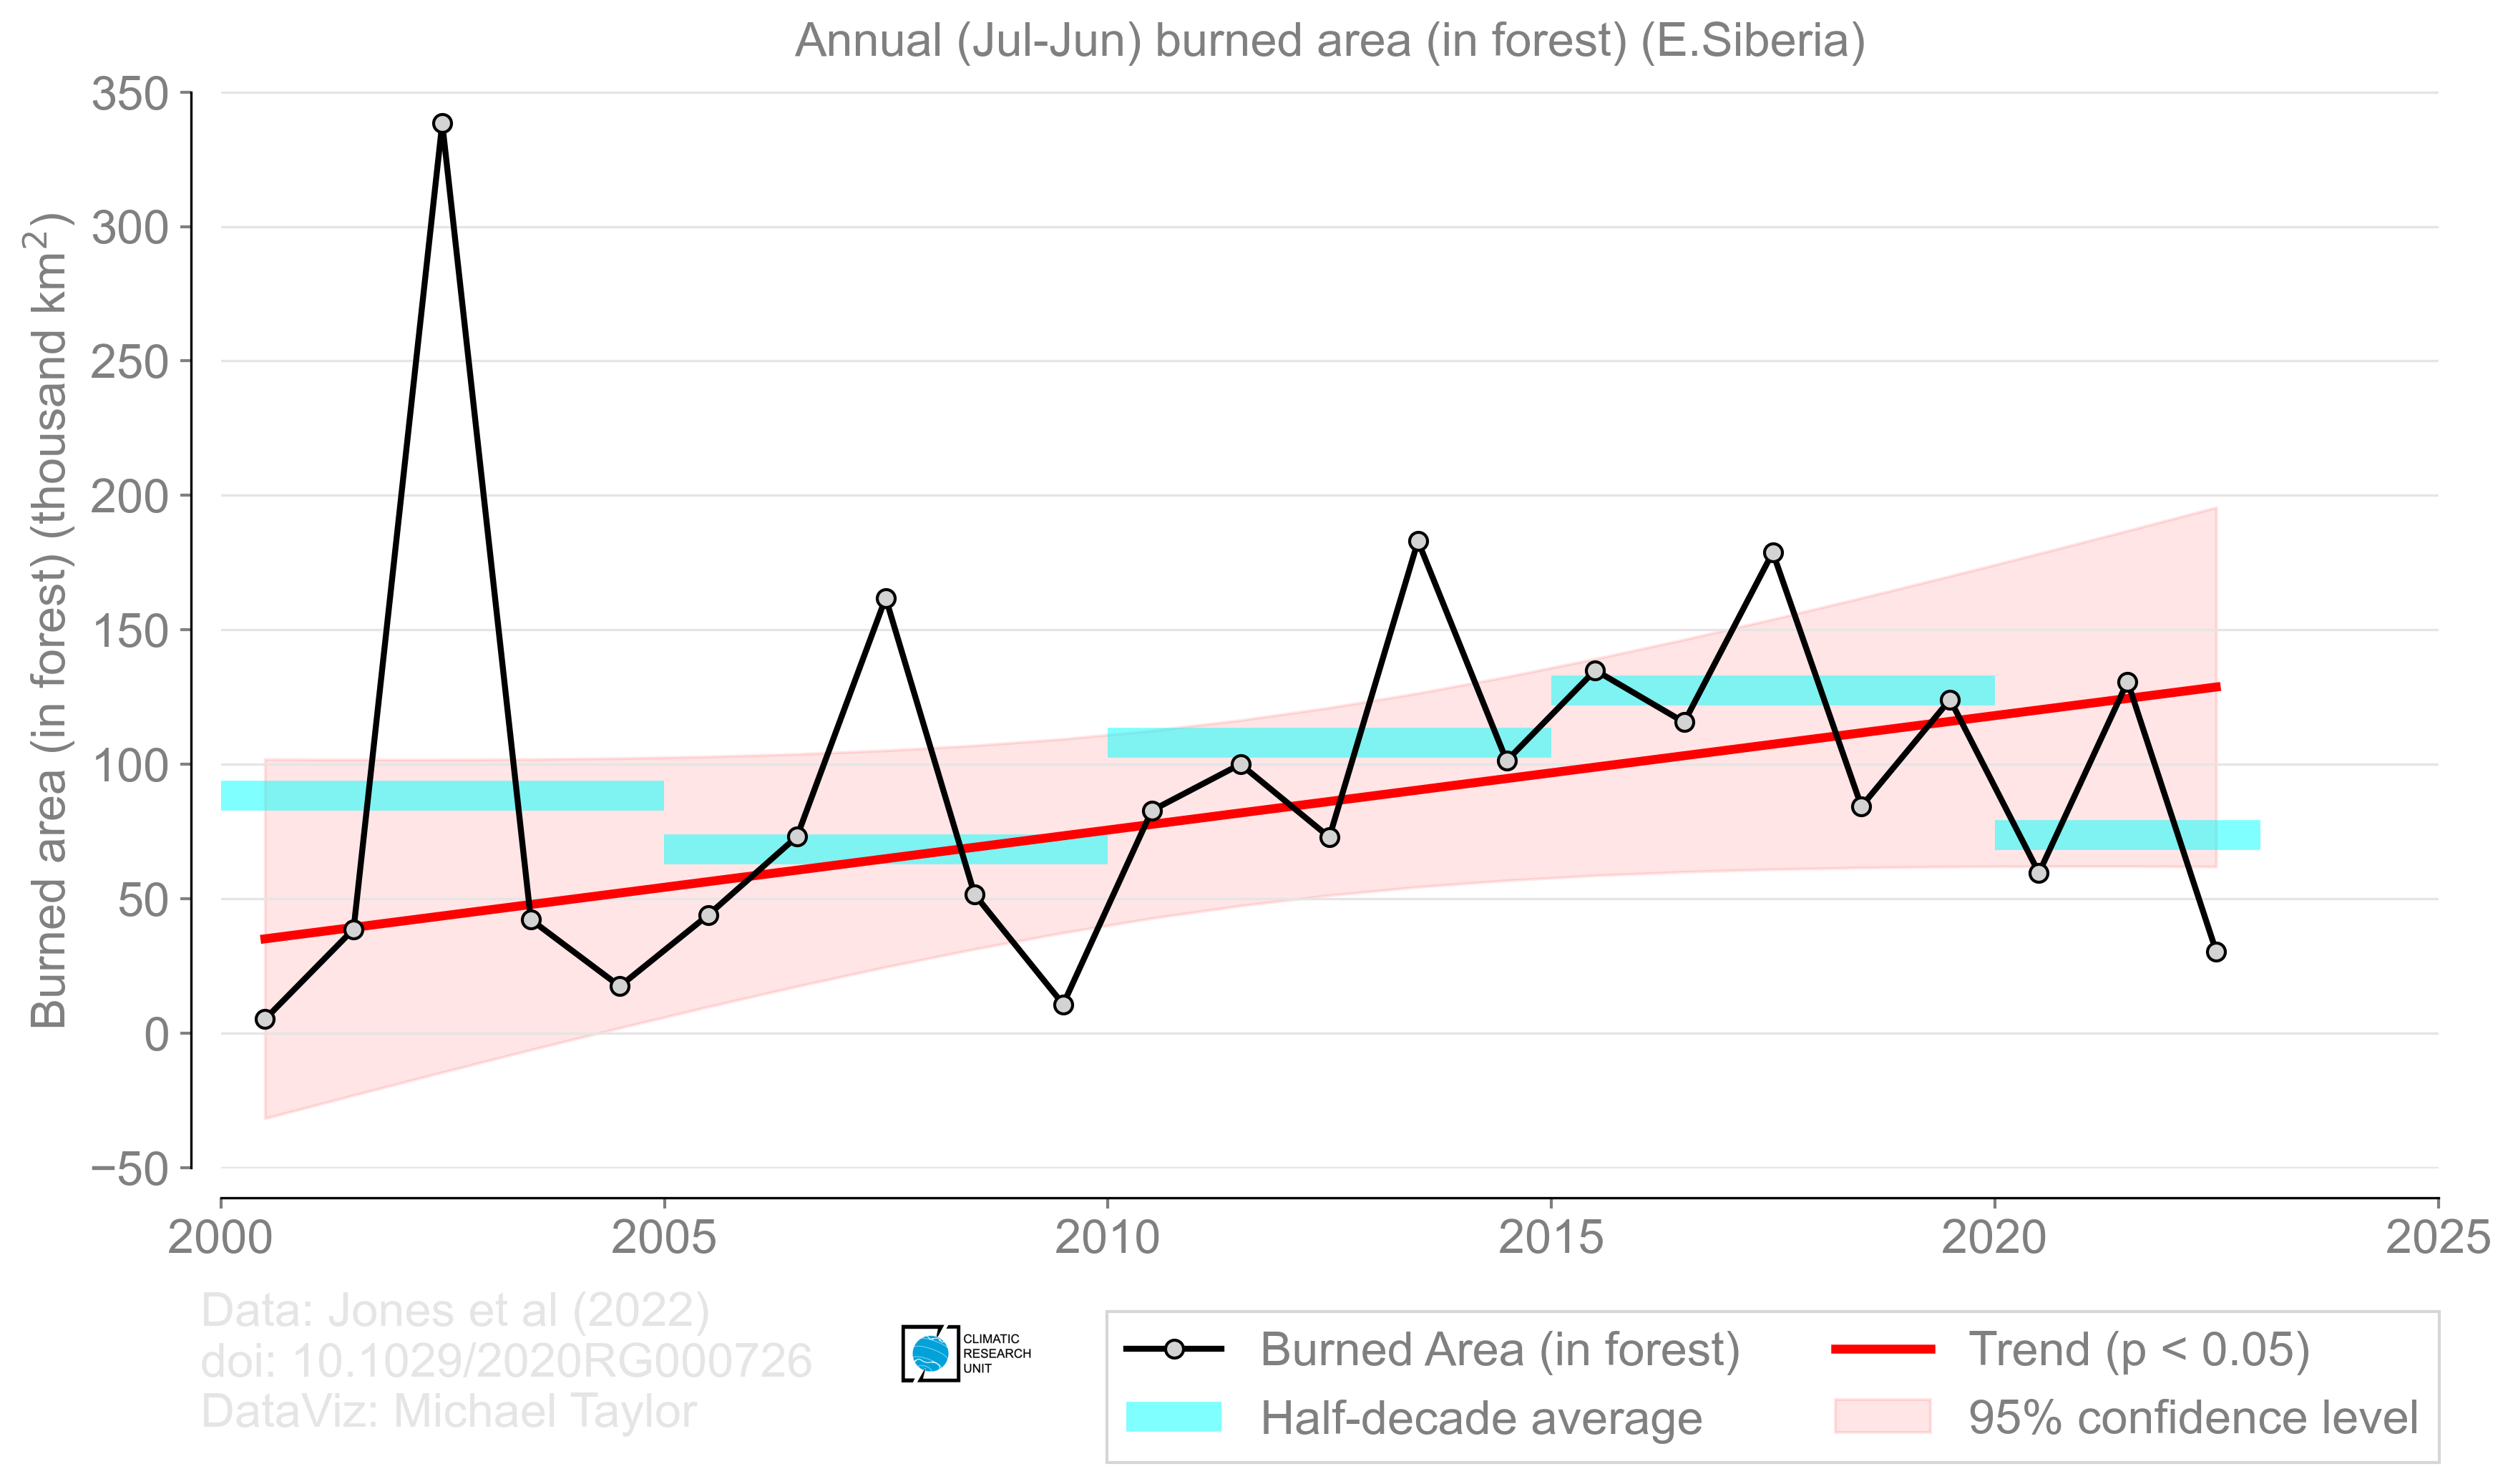 Annual (Jul-Jun) burned area (in forest) (E.Siberia)
Burned area (in forest) (thousand km²)
350
300
250
200
150
100
50
0
−50
2000 2005 2010 2015 2020 2025
Data: Jones et al (2022)
doi: 10.1029/2020RG000726
DataViz: Michael Taylor
CLIMATIC
RESEARCH
UNIT
Burned Area (in forest)
Half-decade average
Trend (p < 0.05)
95% confidence level